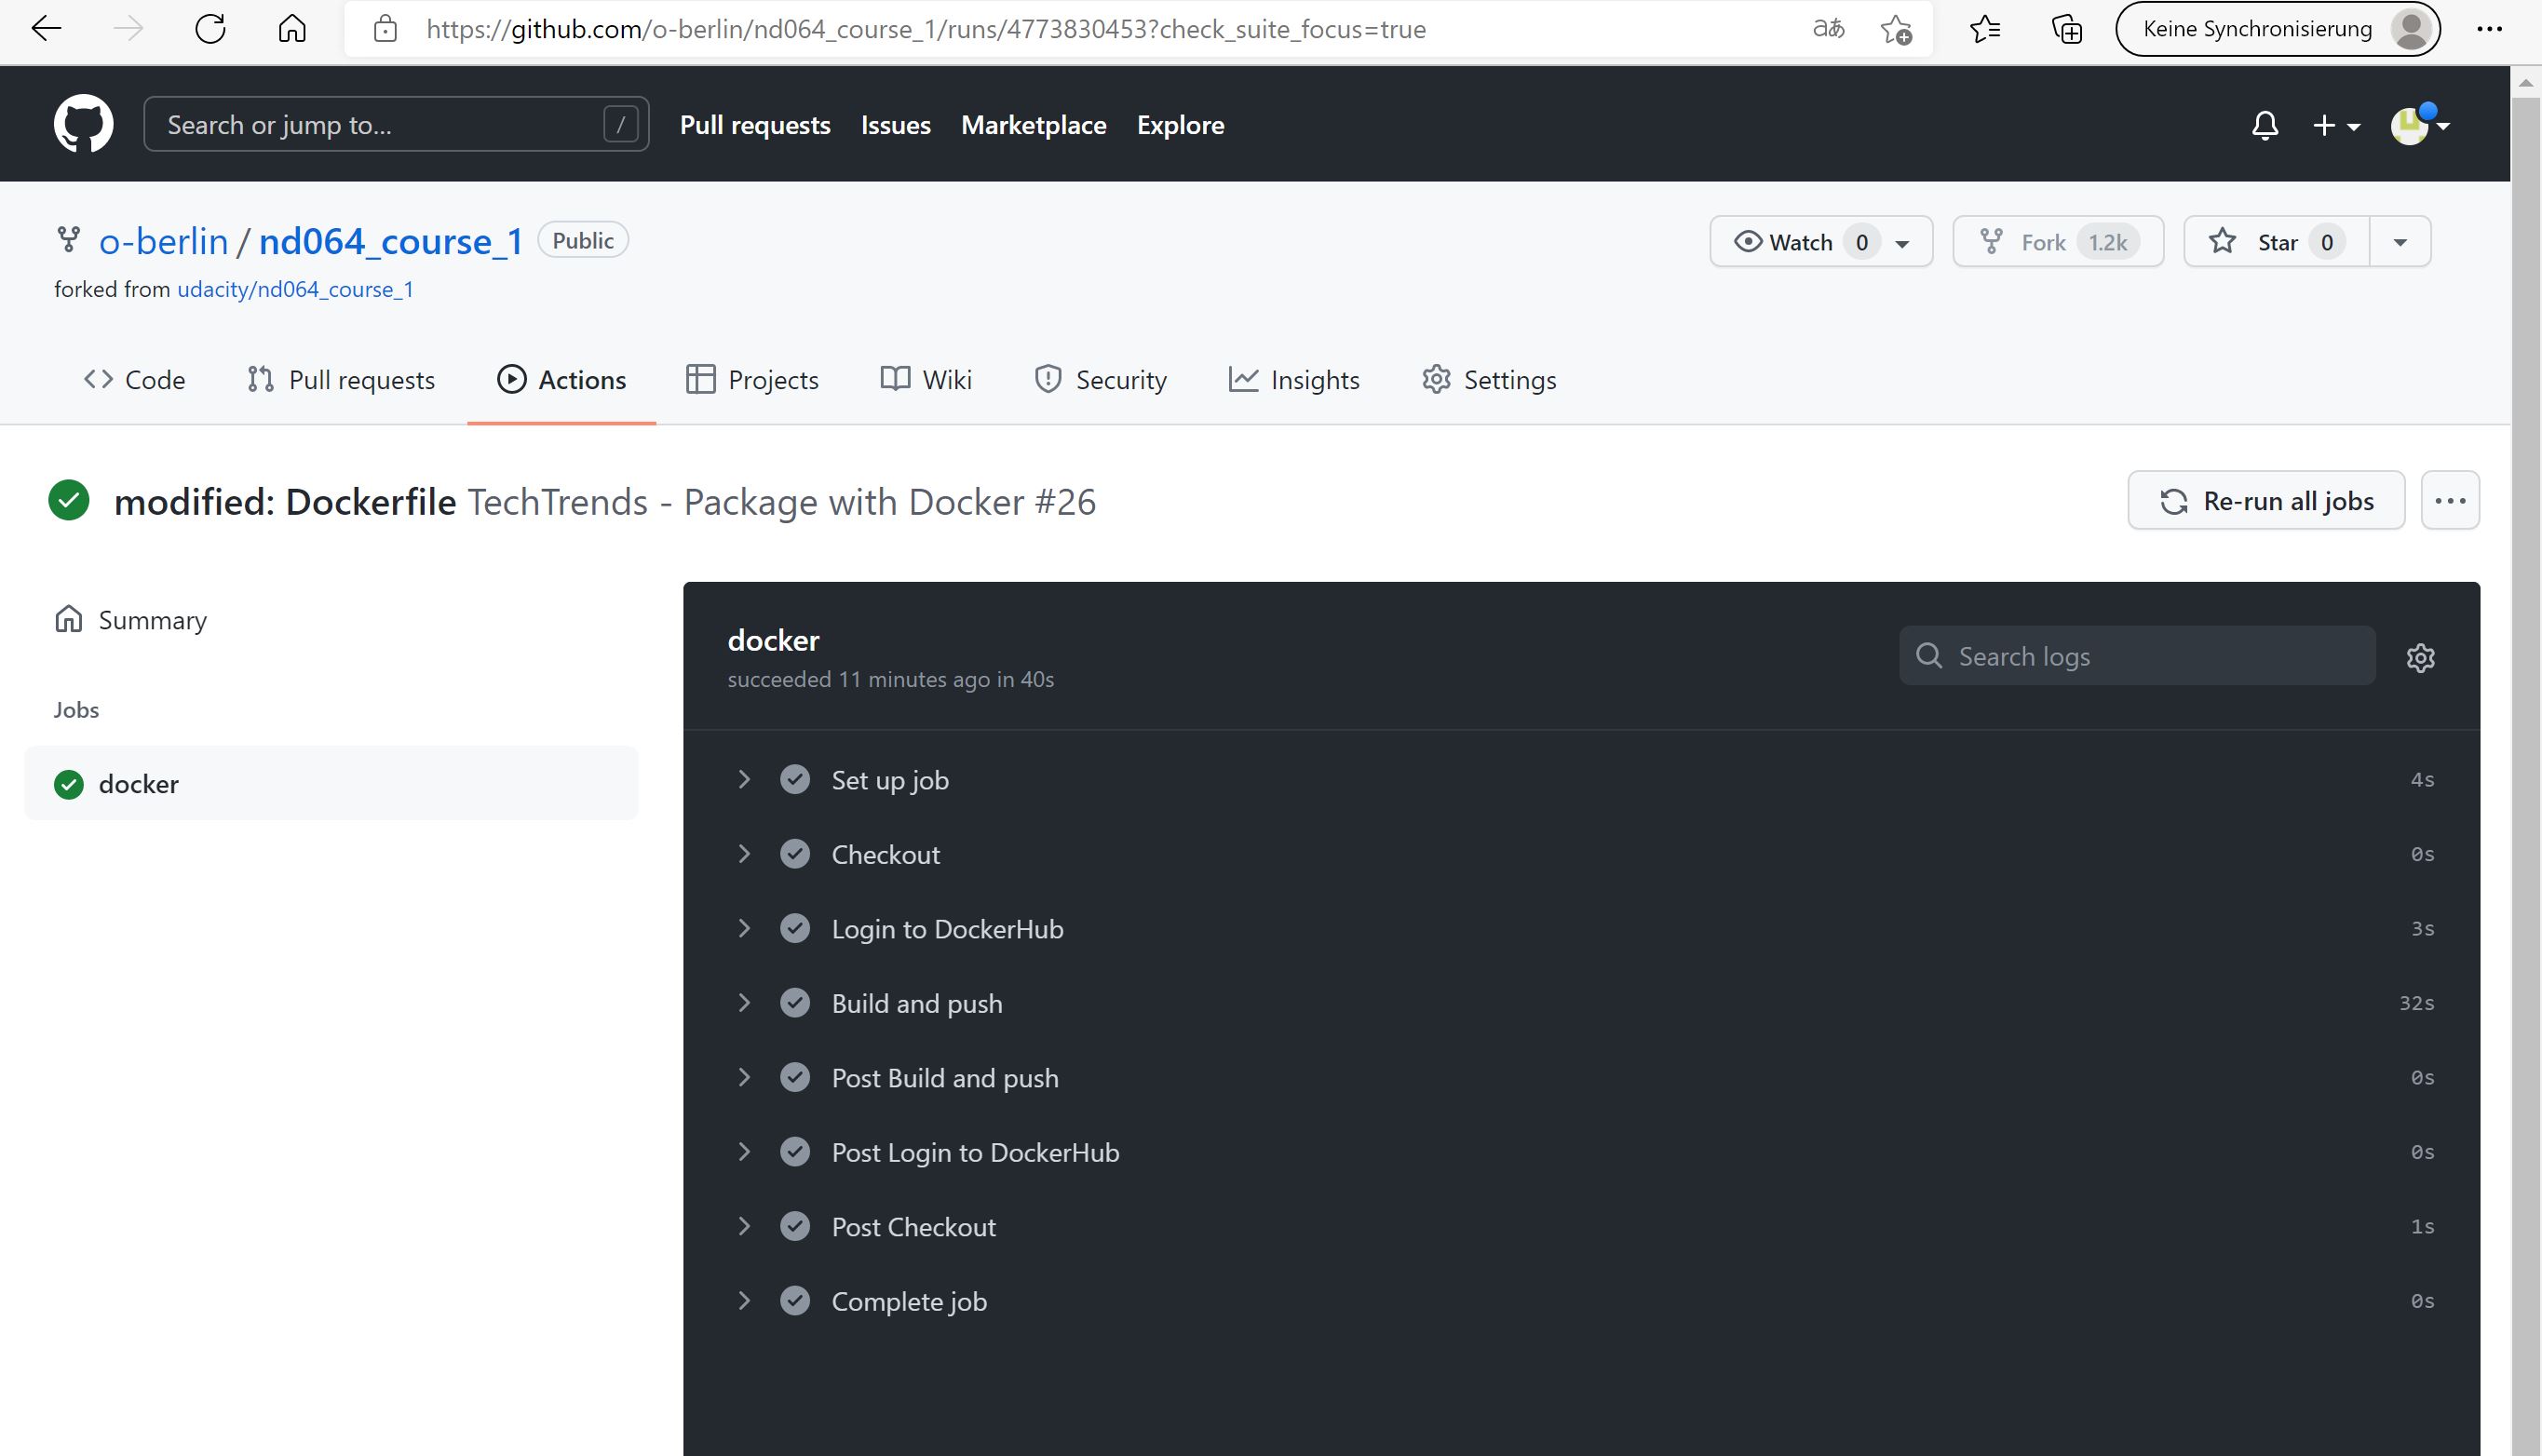 https://github.com/o-berlin/nd064_course_1/runs/4773830453?check_suite_focus=true
aあ
Keine Synchronisierung
Search or jump to...
/
Pull requests
Issues
Marketplace
Explore
o-berlin / nd064_course_1
Public
Watch 0
Fork 1.2k
Star 0
forked from udacity/nd064_course_1
Code
Pull requests
Actions
Projects
Wiki
Security
Insights
Settings
modified: Dockerfile TechTrends - Package with Docker #26
Re-run all jobs
Summary
Jobs
docker
docker
succeeded 11 minutes ago in 40s
Search logs
Set up job 4s
Checkout 0s
Login to DockerHub 3s
Build and push 32s
Post Build and push 0s
Post Login to DockerHub 0s
Post Checkout 1s
Complete job 0s